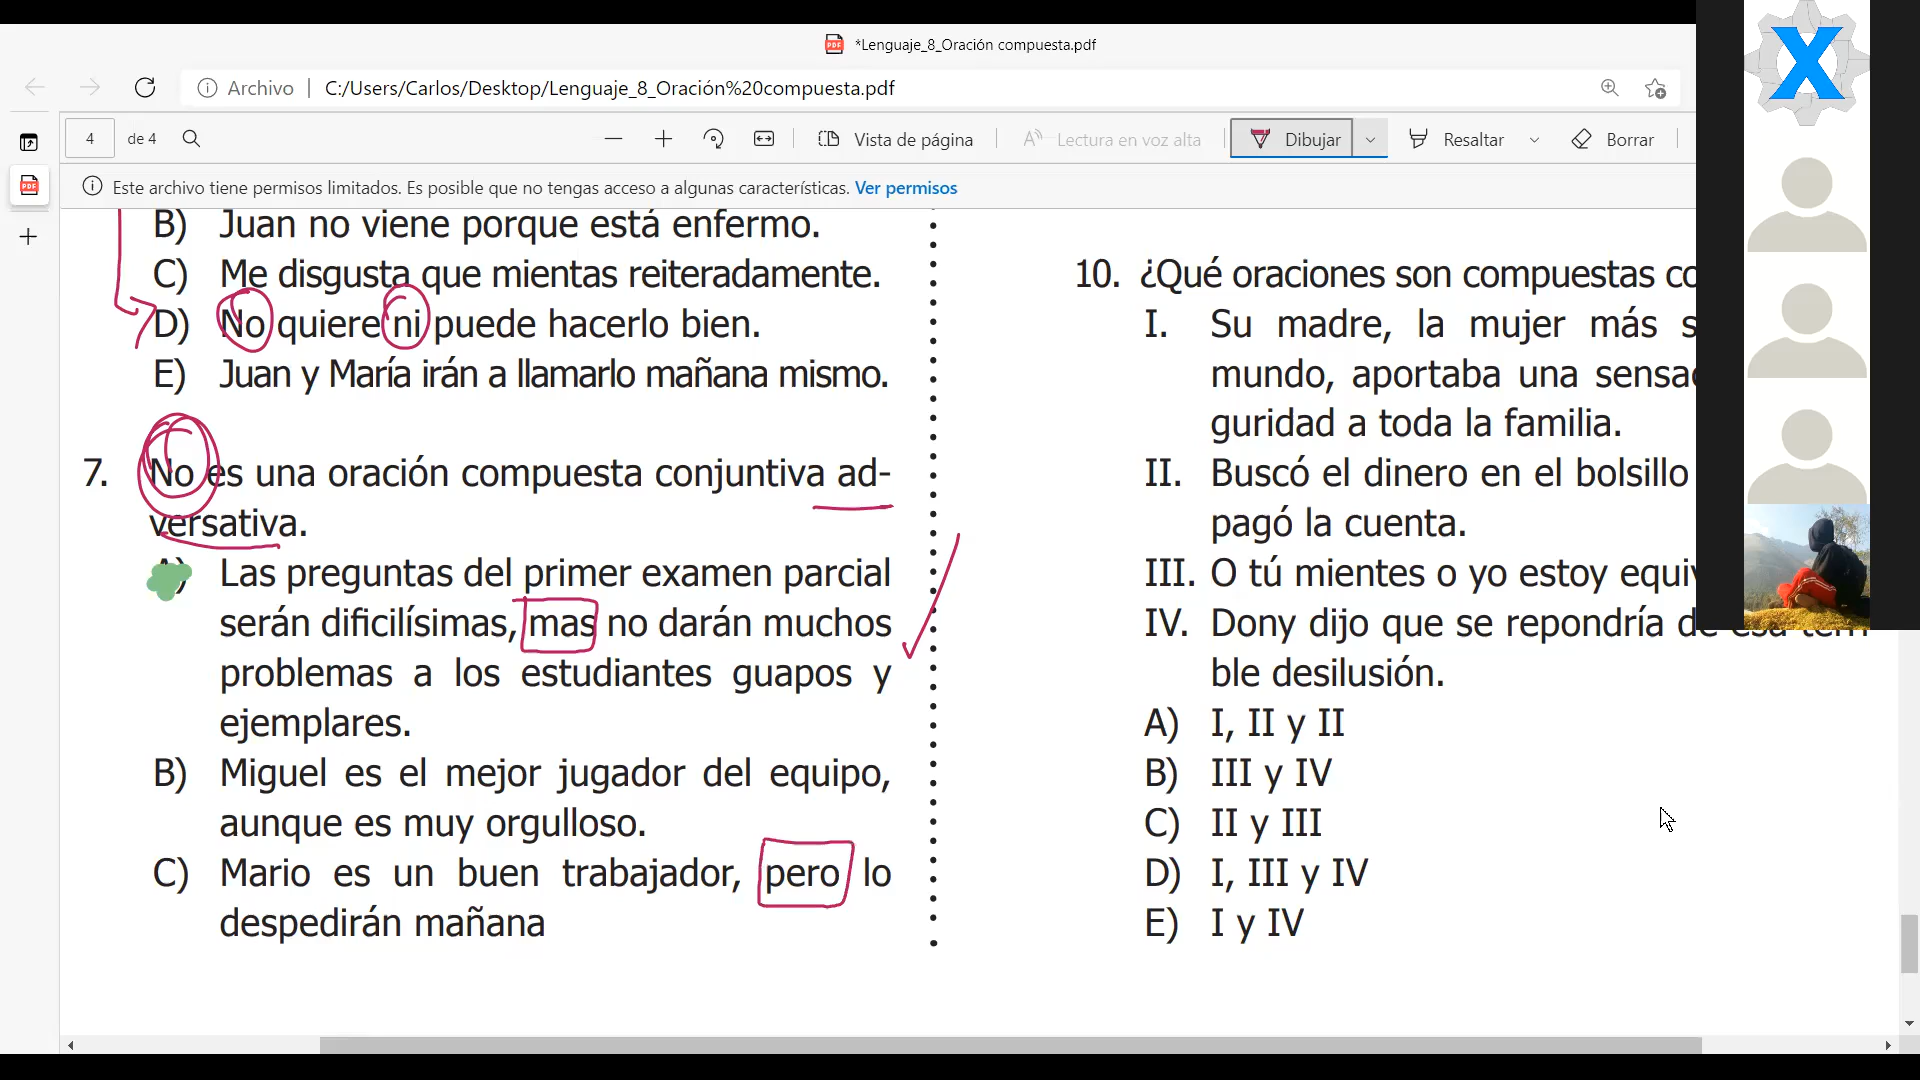 *Lenguaje_8_Oración compuesta.pdf
Archivo | C:/Users/Carlos/Desktop/Lenguaje_8_Oración%20compuesta.pdf
4 de 4 Vista de página Lectura en voz alta Dibujar Resaltar Borrar
Este archivo tiene permisos limitados. Es posible que no tengas acceso a algunas características. Ver permisos
B) Juan no viene porque está enfermo.
C) Me disgusta que mientas reiteradamente.
D) No quiere ni puede hacerlo bien.
E) Juan y María irán a llamarlo mañana mismo.
7. No es una oración compuesta conjuntiva ad-
versativa.
A) Las preguntas del primer examen parcial
serán dificilísimas, mas no darán muchos
problemas a los estudiantes guapos y
ejemplares.
B) Miguel es el mejor jugador del equipo,
aunque es muy orgulloso.
C) Mario es un buen trabajador, pero lo
despedirán mañana
10. ¿Qué oraciones son compuestas co
I. Su madre, la mujer más s
mundo, aportaba una sensa
guridad a toda la familia.
II. Buscó el dinero en el bolsillo
pagó la cuenta.
III. O tú mientes o yo estoy equi
IV. Dony dijo que se repondría de
ble desilusión.
A) I, II y II
B) III y IV
C) II y III
D) I, III y IV
E) I y IV
X